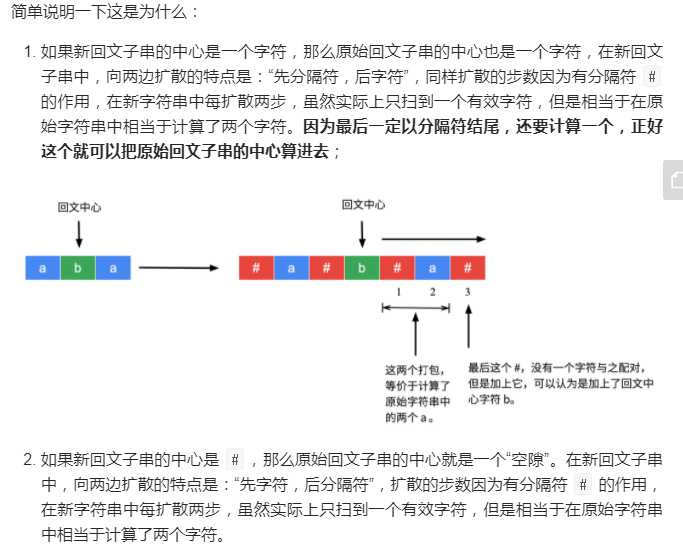 简单说明一下这是为什么：
1. 如果新回文子串的中心是一个字符，那么原始回文子串的中心也是一个字符，在新回文
子串中，向两边扩散的特点是：“先分隔符，后字符”，同样扩散的步数因为有分隔符 #
的作用，在新字符串中每扩散两步，虽然实际上只扫到一个有效字符，但是相当于在原
始字符串中相当于计算了两个字符。因为最后一定以分隔符结尾，还要计算一个，正好
这个就可以把原始回文子串的中心算进去；
回文中心 回文中心
a b a # a # b # a #
1 2 3
这两个打包， 最后这个 #，没有一个字符与之配对，
等价于计算了 但是加上它，可以认为是加上了回文中
原始字符串中 心字符 b。
的两个 a 。
2. 如果新回文子串的中心是 # ，那么原始回文子串的中心就是一个“空隙”。在新回文子串
中，向两边扩散的特点是：“先字符，后分隔符”，扩散的步数因为有分隔符 # 的作用，
在新字符串中每扩散两步，虽然实际上只扫到一个有效字符，但是相当于在原始字符串
中相当于计算了两个字符。